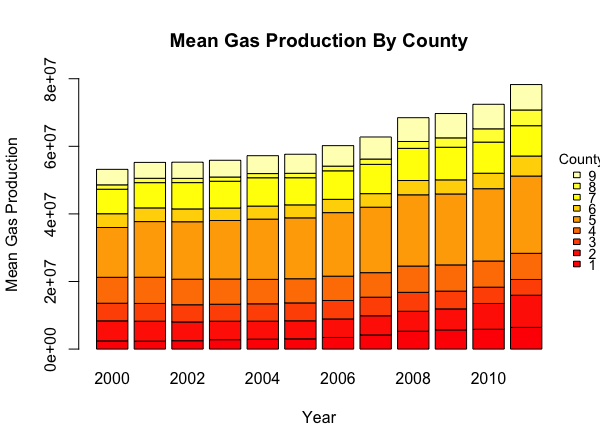 Mean Gas Production By County
Mean Gas Production
8e+07
6e+07
4e+07
2e+07
0e+00
2000 2002 2004 2006 2008 2010
Year
County
9
8
7
6
5
4
3
2
1